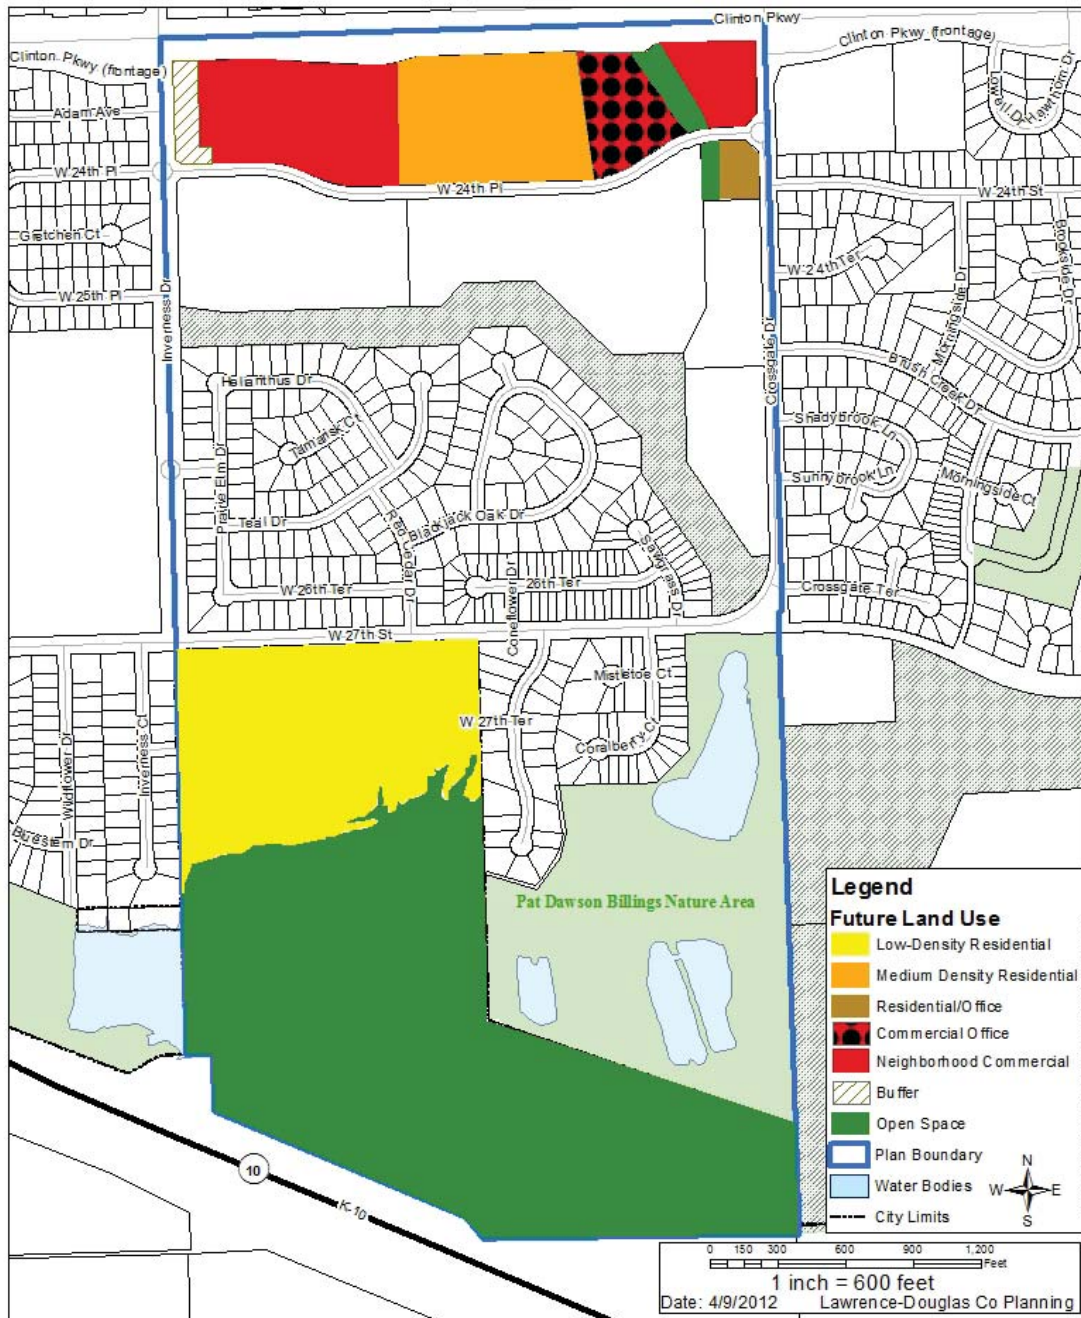 Clinton Pkwy
Clinton Pkwy (frontage)
Clinton Pkwy (frontage)
Lowell Dr
Hawthorn Dr
Adam Ave
W 24th Pl
W 24th Pl
W 24th St
Gretchen Ct
Brookside Dr
W 24th Ter
Morningside Dr
W 25th Pl
Inverness Dr
Crossgate Dr
Brush Creek Dr
Helianthus Dr
Tamarisk Ct
Shadybrook Ln
Prairie Elm Dr
Sunnybrook Ln
Morningside Ct
Teal Dr
Red Cedar Dr
Blackjack Oak Dr
Sawgrass Dr
W 26th Ter
Coneflower Dr
26th Ter
Crossgate Ter
W 27th St
Mistletoe Ct
W 27th Ter
Coralberry Ct
Wildflower Dr
Inverness Ct
Bluestem Dr
Pat Dawson Billings Nature Area
10
K-10
Legend
Future Land Use
Low-Density Residential
Medium Density Residential
Residential/Office
Commercial Office
Neighborhood Commercial
Buffer
Open Space
Plan Boundary
Water Bodies
City Limits
N
W E
S
0 150 300 600 900 1,200
Feet
1 inch = 600 feet
Date: 4/9/2012 Lawrence-Douglas Co Planning